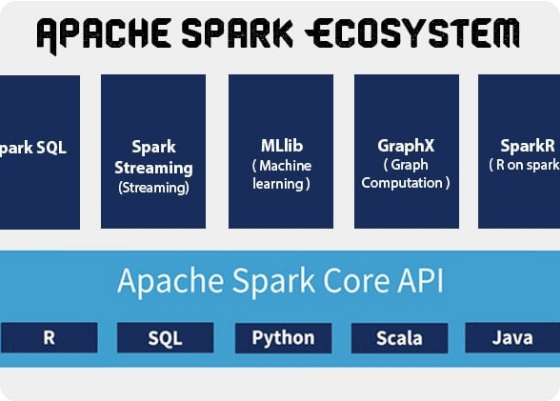 APACHE SPARK ECOSYSTEM
park SQL
Spark
Streaming
(Streaming)
MLlib
( Machine
learning )
GraphX
( Graph
Computation )
SparkR
( R on spark
Apache Spark Core API
R
SQL
Python
Scala
Java